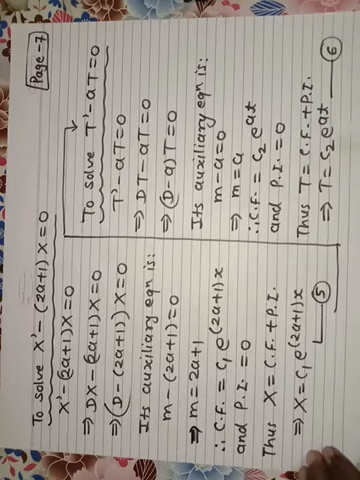 Page-7
To solve X' - (2a+1) X = 0
X' - (2a+1)X = 0
⇒ DX - (2a+1)X = 0
⇒ (D - (2a+1))X = 0
Its auxiliary eqn is:
m - (2a+1) = 0
⇒ m = 2a+1
∴ C.F. = C₁ e^(2a+1)x
and P.I. = 0
Thus X = C.F. + P.I.
⇒ X = C₁ e^(2a+1)x
5
To solve T' - aT = 0
T' - aT = 0
⇒ DT - aT = 0
⇒ (D-a)T = 0
Its auxiliary eqn is:
m - a = 0
⇒ m = a
∴ C.F. = C₂ e^at
and P.I. = 0
Thus T = C.F. + P.I.
⇒ T = C₂ e^at
6